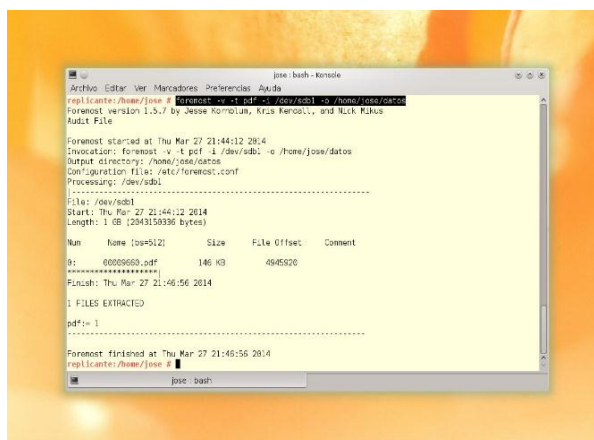 jose : bash – Konsole
Archivo Editar Ver Marcadores Preferencias Ayuda
replicante:/home/jose # foremost -v -t pdf -i /dev/sdb1 -o /home/jose/datos
Foremost version 1.5.7 by Jesse Kornblum, Kris Kendall, and Nick Mikus
Audit File
Foremost started at Thu Mar 27 21:44:12 2014
Invocation: foremost -v -t pdf -i /dev/sdb1 -o /home/jose/datos
Output directory: /home/jose/datos
Configuration file: /etc/foremost.conf
Processing: /dev/sdb1
|------------------------------------------------------------------
File: /dev/sdb1
Start: Thu Mar 27 21:44:12 2014
Length: 1 GB (2043150336 bytes)
Num Name (bs=512) Size File Offset Comment
0: 00009660.pdf 146 KB 4945920
********************|
Finish: Thu Mar 27 21:46:56 2014
1 FILES EXTRACTED
pdf:= 1
------------------------------------------------------------------
Foremost finished at Thu Mar 27 21:46:56 2014
replicante:/home/jose #
jose : bash